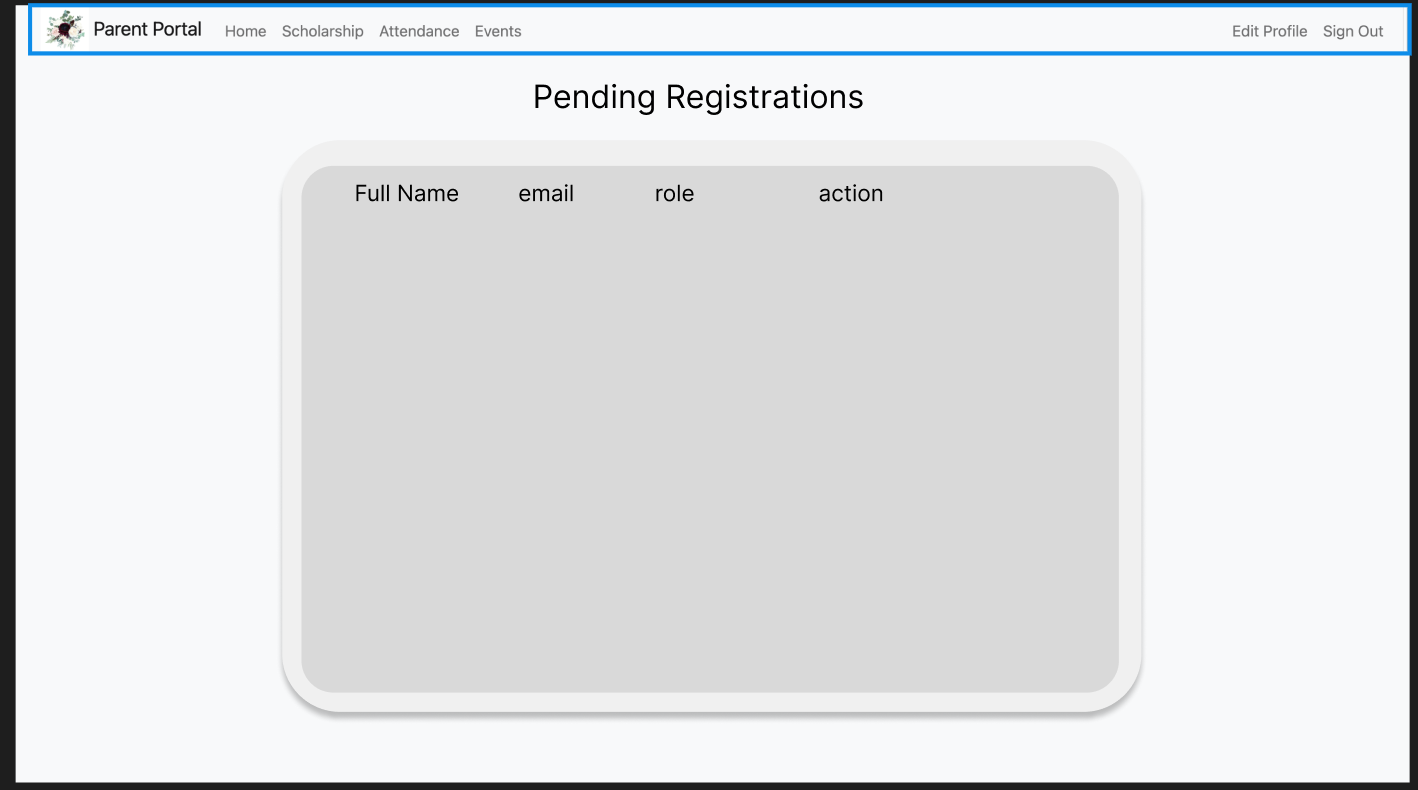 Parent Portal Home Scholarship Attendance Events Edit Profile Sign Out
Pending Registrations
Full Name email role action